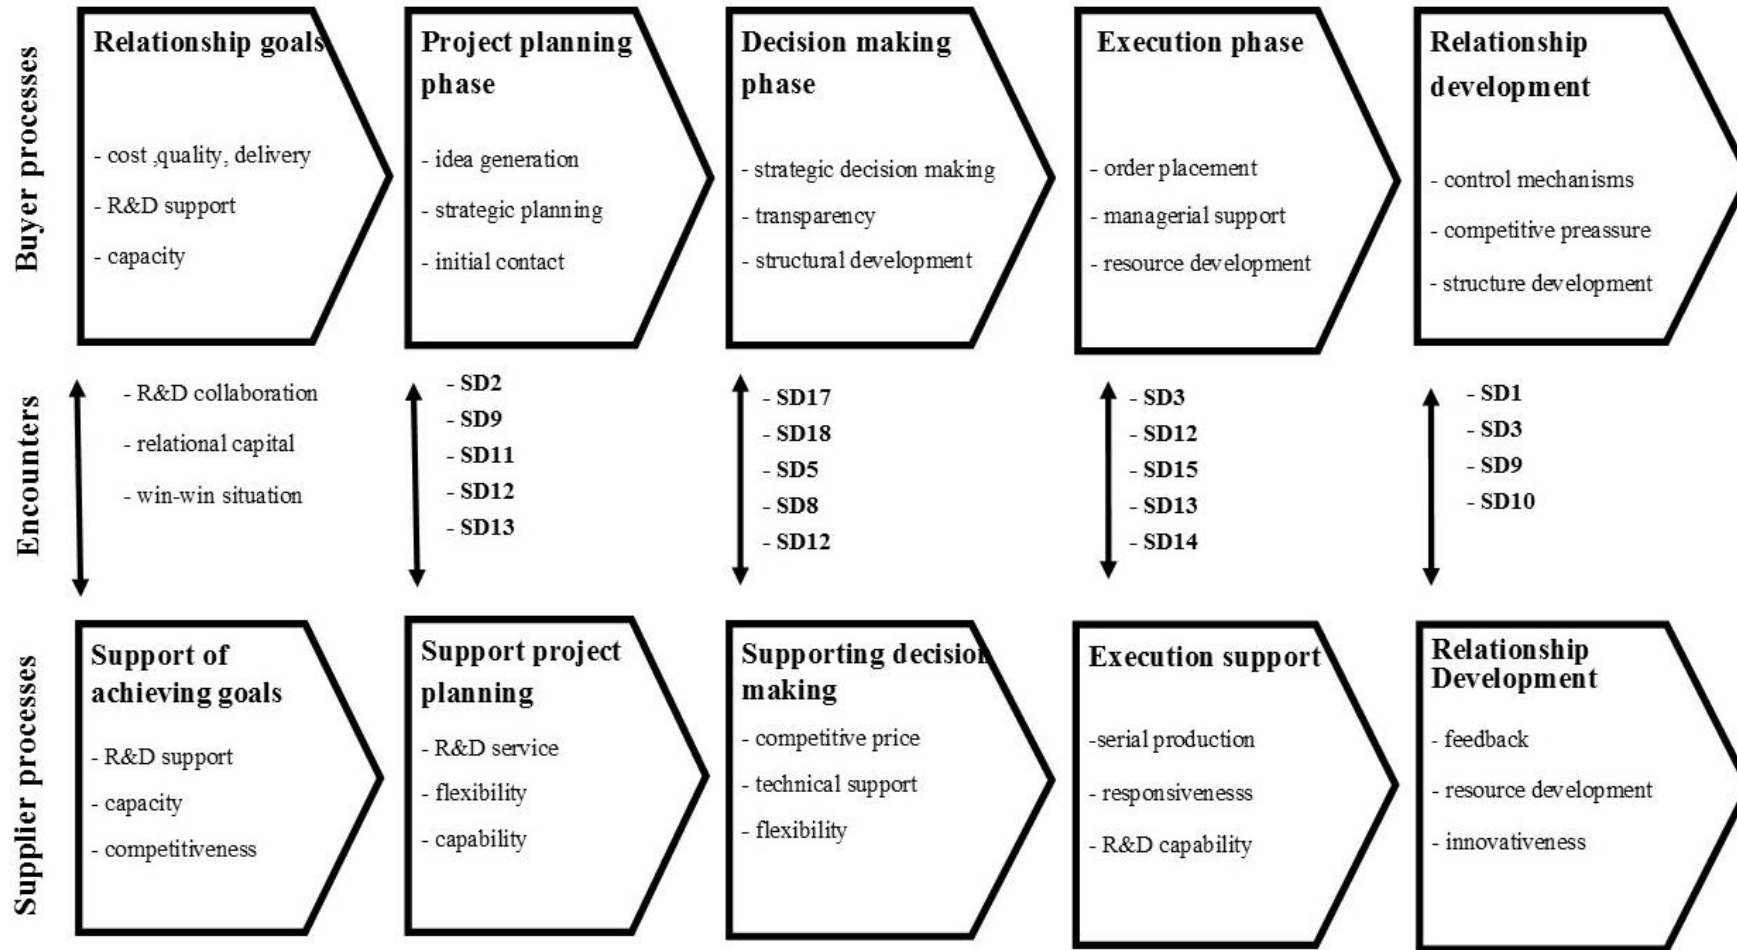 Buyer processes
Relationship goals
- cost ,quality, delivery
- R&D support
- capacity
Project planning
phase
- idea generation
- strategic planning
- initial contact
Decision making
phase
- strategic decision making
- transparency
- structural development
Execution phase
- order placement
- managerial support
- resource development
Relationship
development
- control mechanisms
- competitive preassure
- structure development
Encounters
- R&D collaboration
- relational capital
- win-win situation
- SD2
- SD9
- SD11
- SD12
- SD13
- SD17
- SD18
- SD5
- SD8
- SD12
- SD3
- SD12
- SD15
- SD13
- SD14
- SD1
- SD3
- SD9
- SD10
Supplier processes
Support of
achieving goals
- R&D support
- capacity
- competitiveness
Support project
planning
- R&D service
- flexibility
- capability
Supporting decision
making
- competitive price
- technical support
- flexibility
Execution support
-serial production
- responsivenesss
- R&D capability
Relationship
Development
- feedback
- resource development
- innovativeness